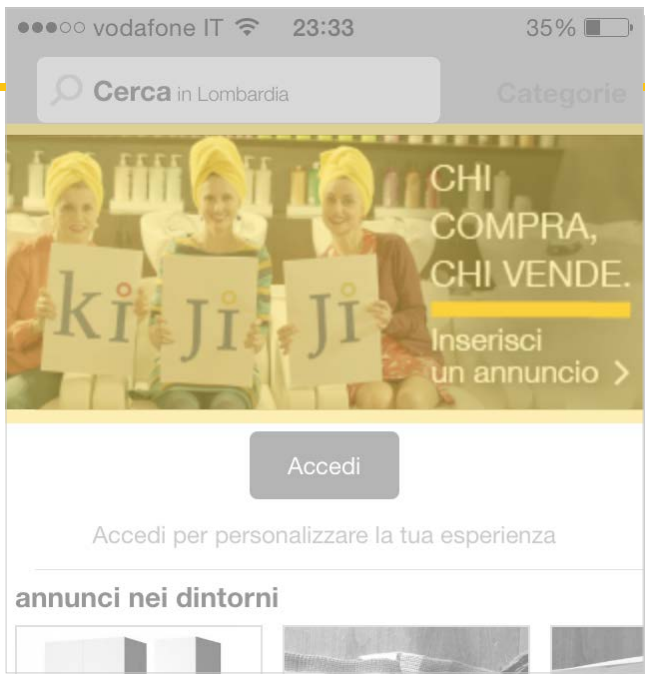 vodafone IT 23:33 35%
Cerca in Lombardia Categorie
CHI
COMPRA,
CHI VENDE.
ki Ji Ji
Inserisci
un annuncio >
Accedi
Accedi per personalizzare la tua esperienza
annunci nei dintorni